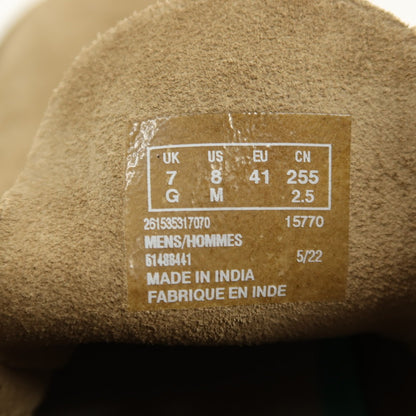 UK US EU CN
7 8 41 255
G M 2.5
261535317070 15770
MENS/HOMMES
61486441 5/22
MADE IN INDIA
FABRIQUE EN INDE